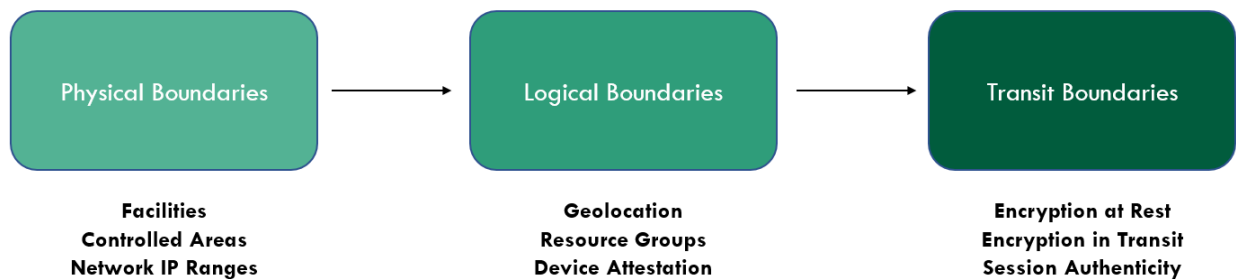 Physical Boundaries
Facilities
Controlled Areas
Network IP Ranges
Logical Boundaries
Geolocation
Resource Groups
Device Attestation
Transit Boundaries
Encryption at Rest
Encryption in Transit
Session Authenticity